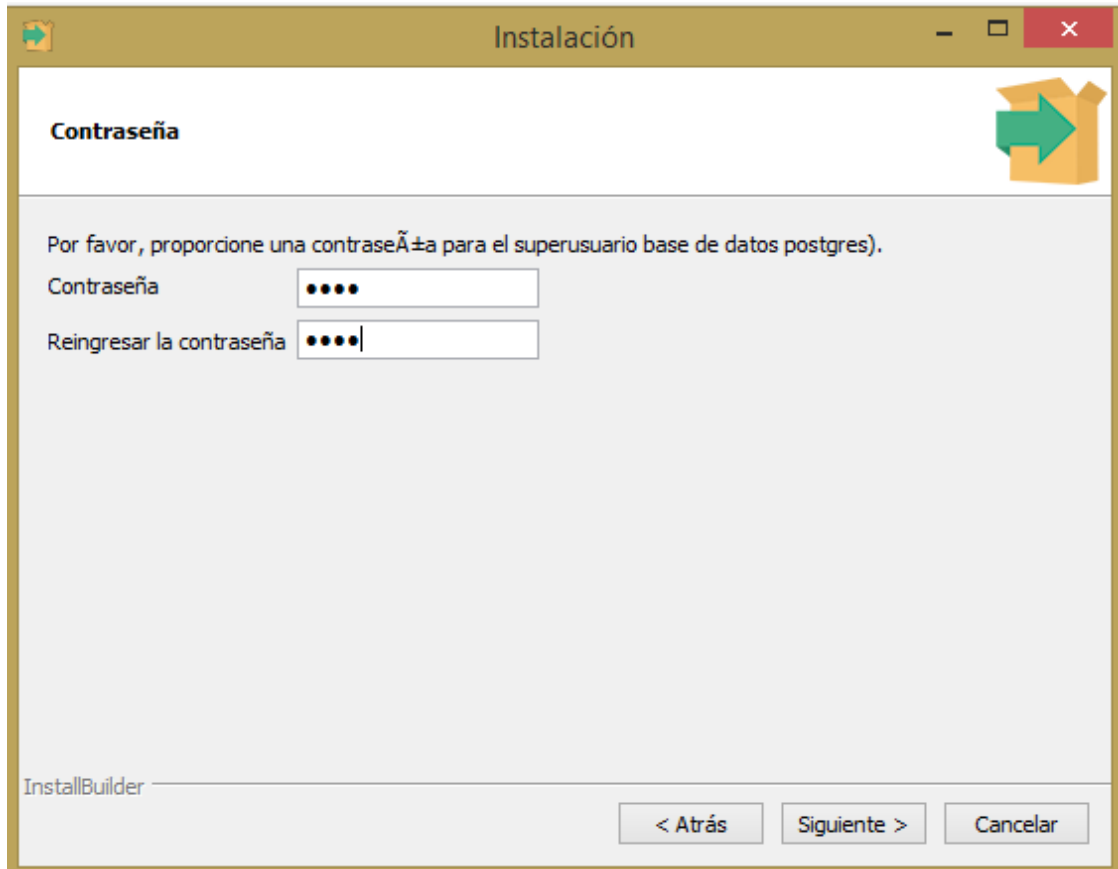 Instalación
Contraseña
Por favor, proporcione una contraseÃ±a para el superusuario base de datos postgres).
Contraseña ••••
Reingresar la contraseña ••••
InstallBuilder
< Atrás Siguiente > Cancelar